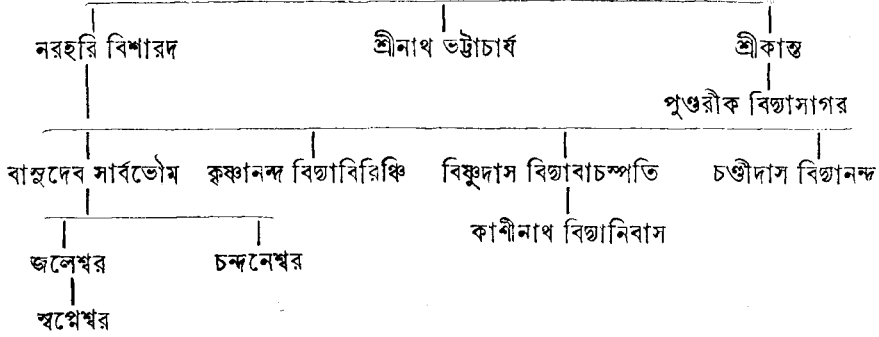 নরহরি বিশারদ শ্রীনাথ ভট্টাচার্য শ্রীকান্ত
পুণ্ডরীক বিদ্যাসাগর
বাসুদেব সার্বভৌম কৃষ্ণানন্দ বিদ্যাবিরিঞ্চি বিষ্ণুদাস বিদ্যাবাচস্পতি চণ্ডীদাস বিদ্যানন্দ
কাশীনাথ বিদ্যানিবাস
জলেশ্বর চন্দনেশ্বর
স্বপ্নেশ্বর